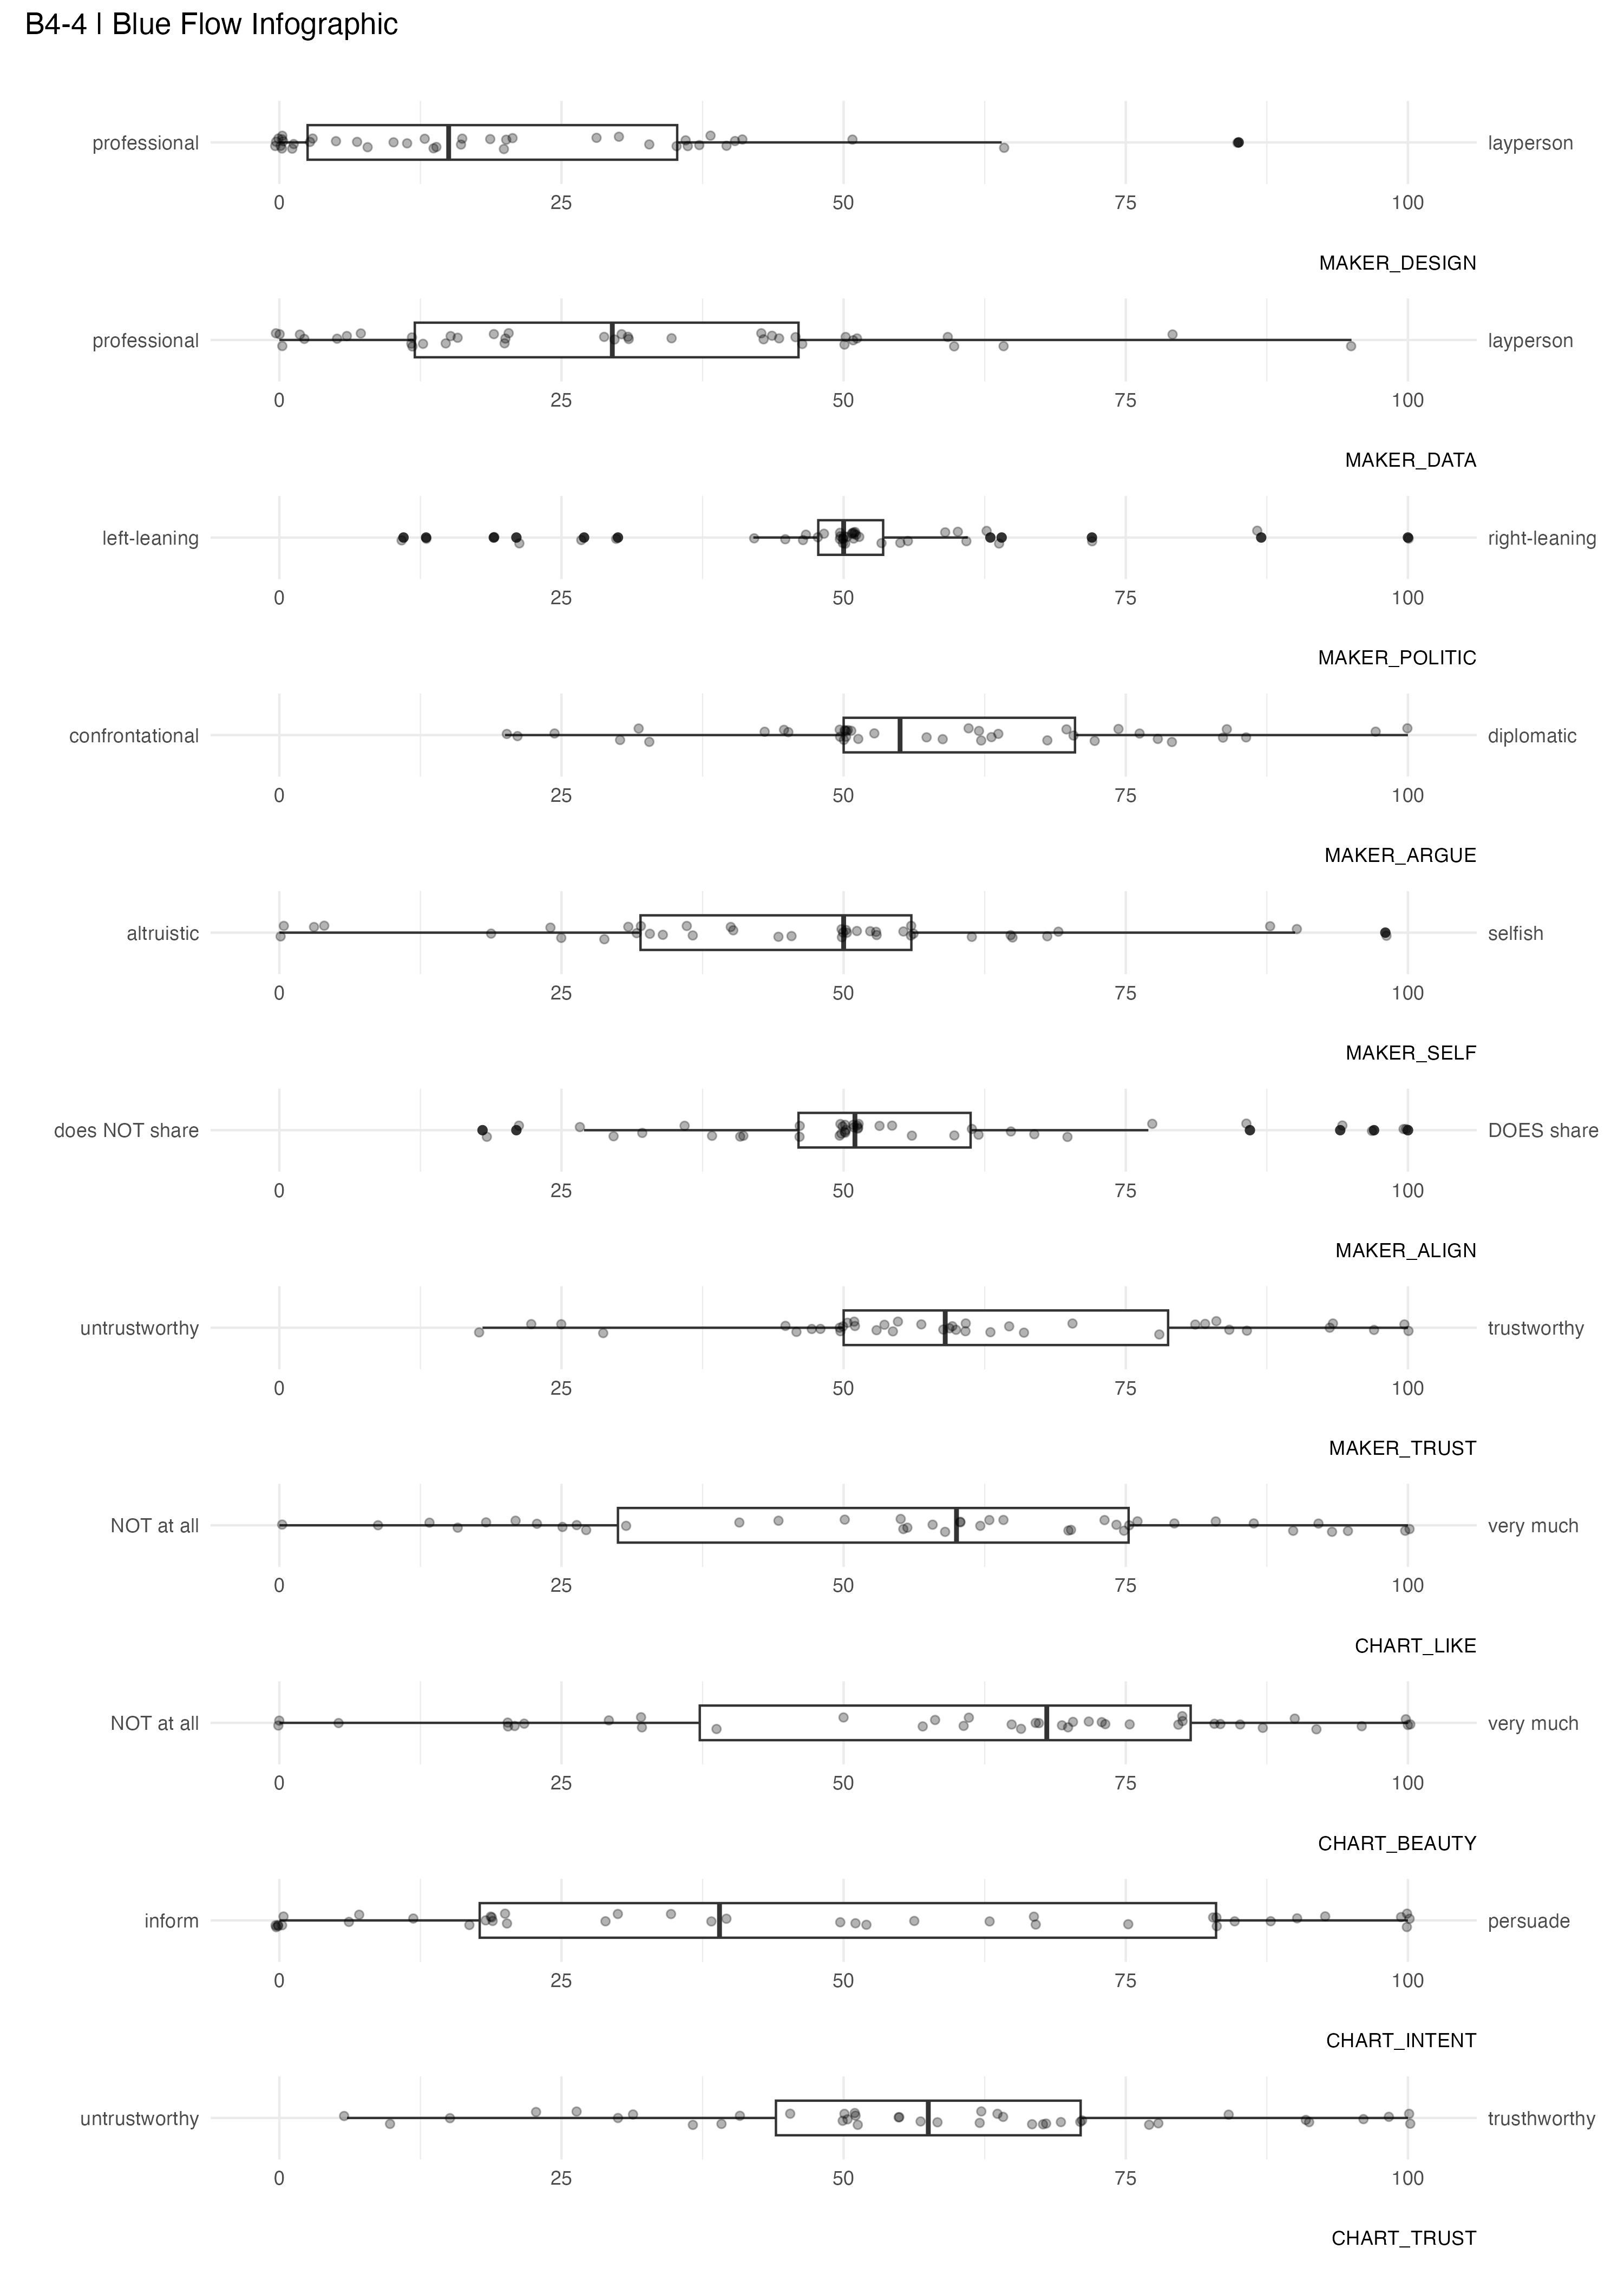 B4-4 | Blue Flow Infographic
professional layperson
0 25 50 75 100
MAKER_DESIGN
professional layperson
0 25 50 75 100
MAKER_DATA
left-leaning right-leaning
0 25 50 75 100
MAKER_POLITIC
confrontational diplomatic
0 25 50 75 100
MAKER_ARGUE
altruistic selfish
0 25 50 75 100
MAKER_SELF
does NOT share DOES share
0 25 50 75 100
MAKER_ALIGN
untrustworthy trustworthy
0 25 50 75 100
MAKER_TRUST
NOT at all very much
0 25 50 75 100
CHART_LIKE
NOT at all very much
0 25 50 75 100
CHART_BEAUTY
inform persuade
0 25 50 75 100
CHART_INTENT
untrustworthy trusthworthy
0 25 50 75 100
CHART_TRUST